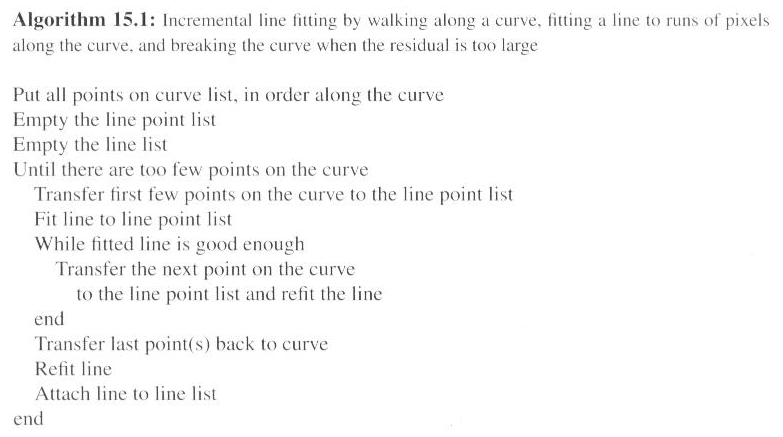 Algorithm 15.1: Incremental line fitting by walking along a curve, fitting a line to runs of pixels
along the curve, and breaking the curve when the residual is too large
Put all points on curve list, in order along the curve
Empty the line point list
Empty the line list
Until there are too few points on the curve
Transfer first few points on the curve to the line point list
Fit line to line point list
While fitted line is good enough
Transfer the next point on the curve
to the line point list and refit the line
end
Transfer last point(s) back to curve
Refit line
Attach line to line list
end